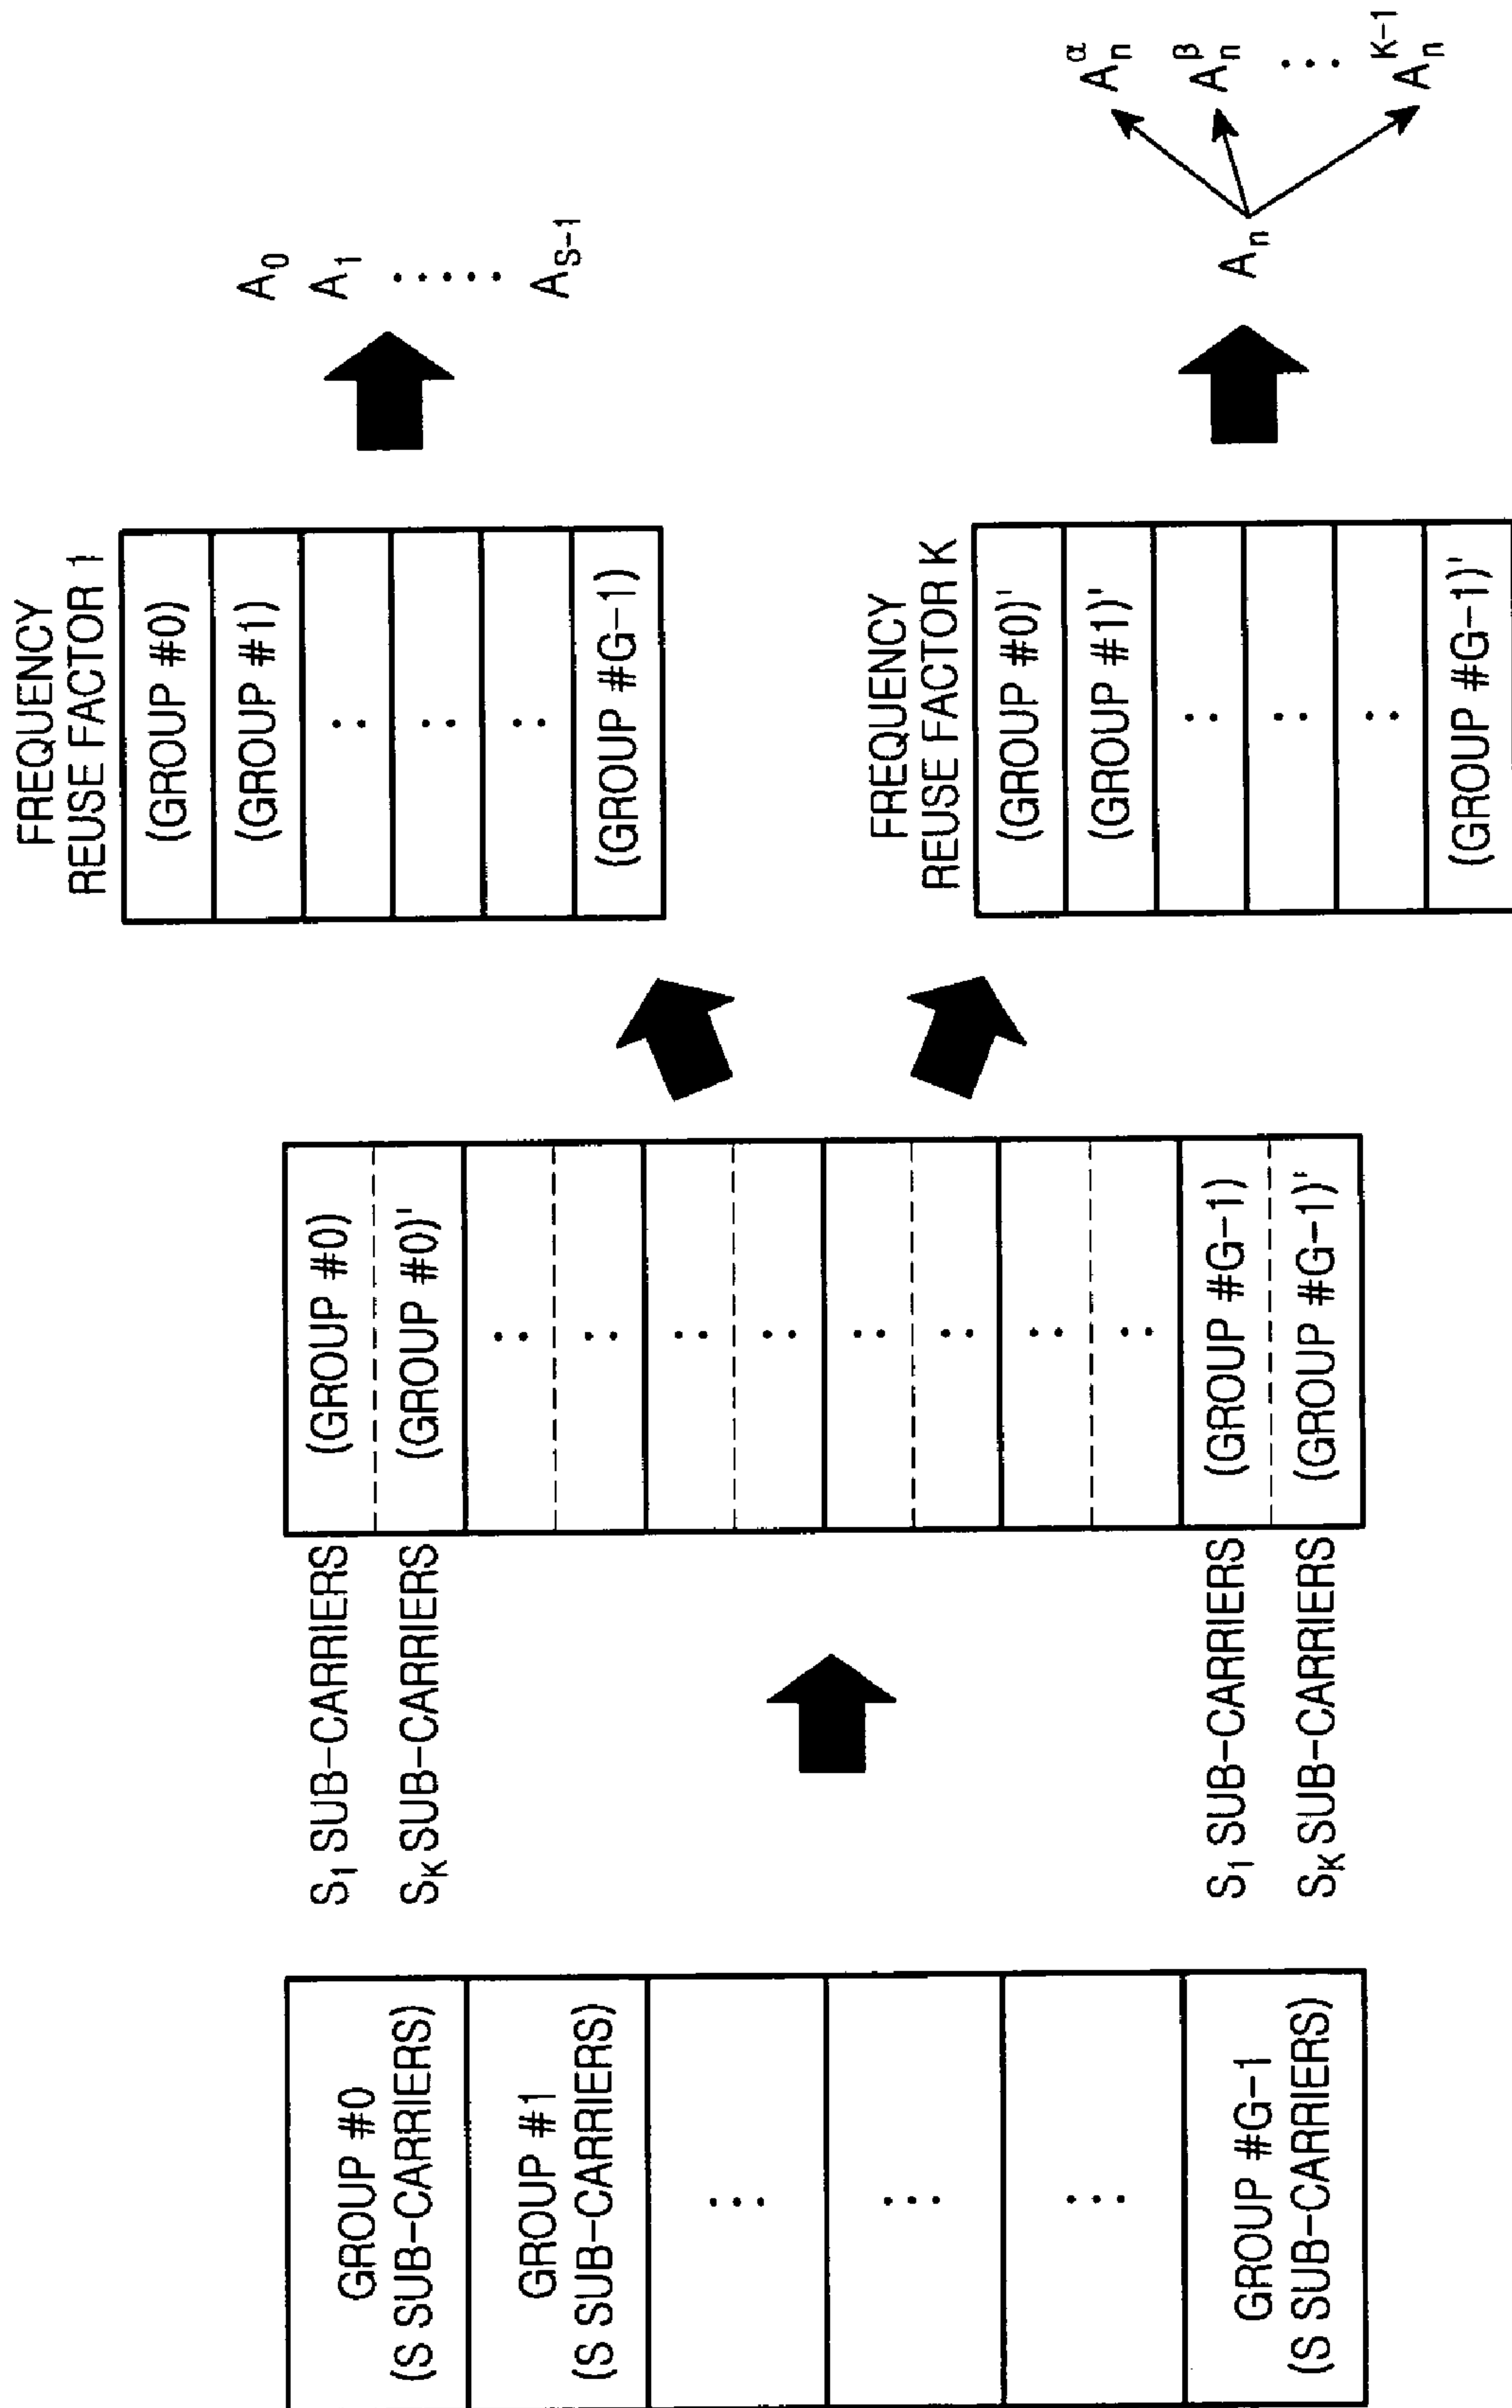 GROUP #0
(S SUB-CARRIERS)
GROUP #1
(S SUB-CARRIERS)
...
...
...
GROUP #G-1
(S SUB-CARRIERS)
S1 SUB-CARRIERS
SK SUB-CARRIERS
S1 SUB-CARRIERS
SK SUB-CARRIERS
(GROUP #0)
(GROUP #0)'
..
..
..
..
..
..
..
..
(GROUP #G-1)
(GROUP #G-1)'
FREQUENCY
REUSE FACTOR 1
(GROUP #0)
(GROUP #1)
..
..
..
(GROUP #G-1)
A0
A1
.....
AS-1
FREQUENCY
REUSE FACTOR K
(GROUP #0)'
(GROUP #1)'
..
..
..
(GROUP #G-1)'
An
An^α
An^β
...
An^K-1